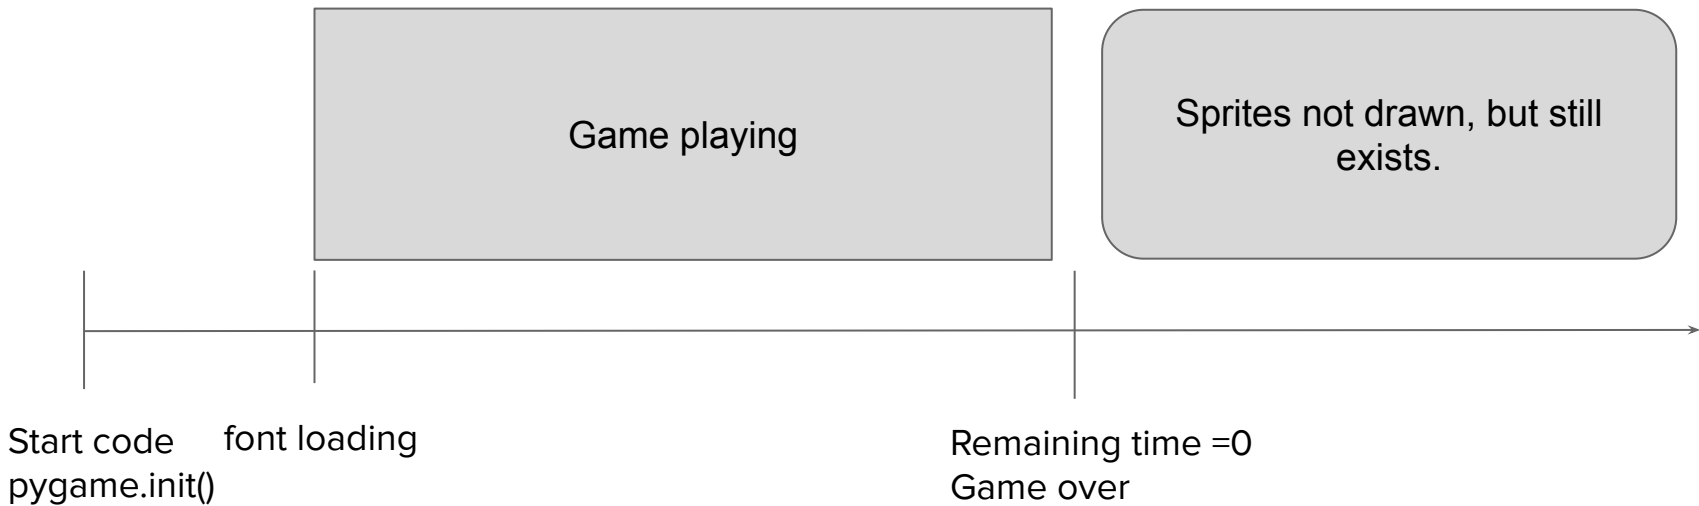 Game playing
Sprites not drawn, but still
exists.
Start code
pygame.init()
font loading
Remaining time =0
Game over